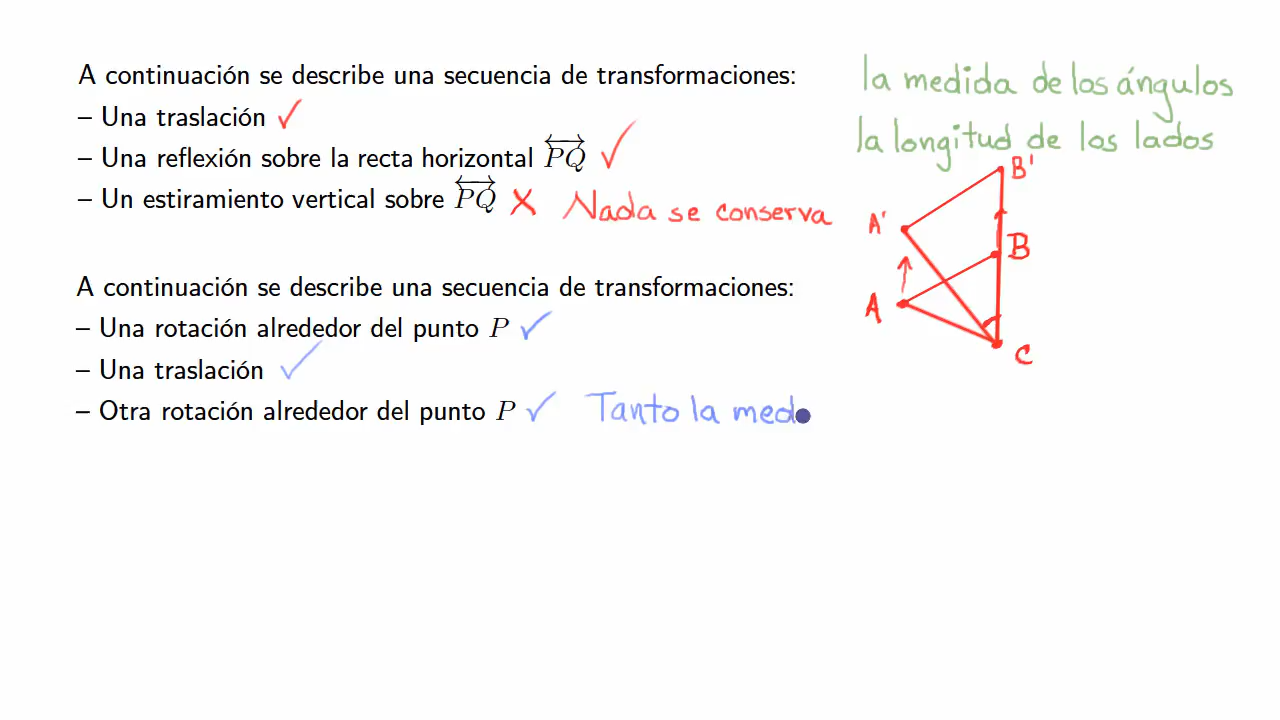 A continuación se describe una secuencia de transformaciones:
– Una traslación ✓
– Una reflexión sobre la recta horizontal PQ ✓
– Un estiramiento vertical sobre PQ ✗ Nada se conserva
la medida de los ángulos
la longitud de los lados
B'
A'
B
A
C
A continuación se describe una secuencia de transformaciones:
– Una rotación alrededor del punto P ✓
– Una traslación ✓
– Otra rotación alrededor del punto P ✓ Tanto la med